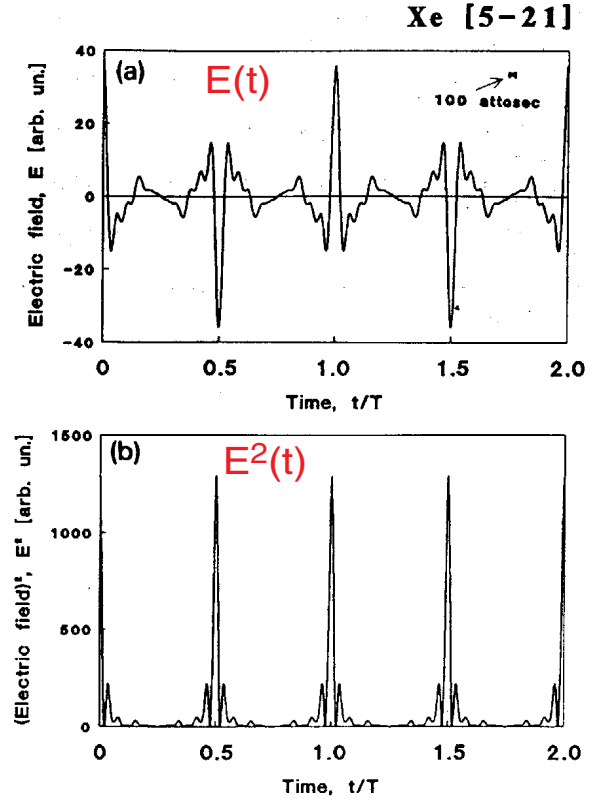 Xe [5-21]
(a)
E(t)
100 attosec
Electric field, E [arb. un.]
40
20
0
-20
-40
0
0.5
1.0
1.5
2.0
Time, t/T
(b)
E²(t)
(Electric field)², E² [arb. un.]
1500
1000
500
0
0
0.5
1.0
1.5
2.0
Time, t/T